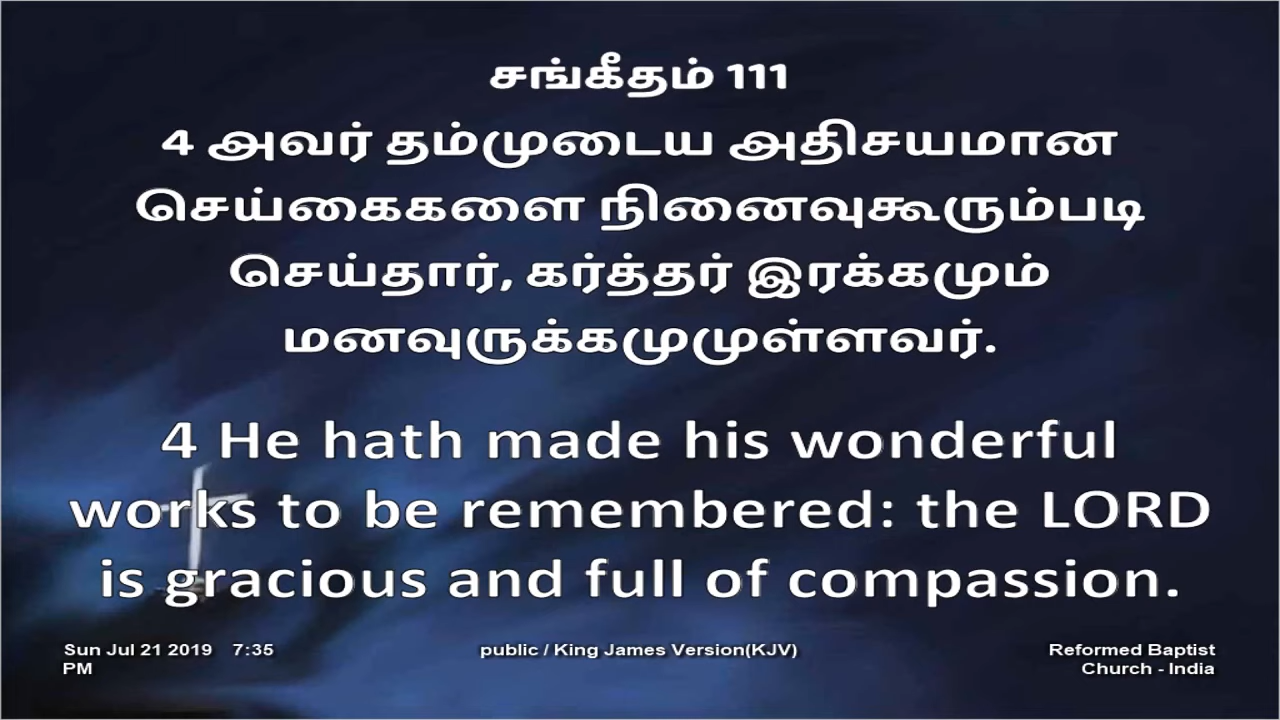 சங்கீதம் 111
4 அவர் தம்முடைய அதிசயமான
செய்கைகளை நினைவுகூரும்படி
செய்தார், கர்த்தர் இரக்கமும்
மனவுருக்கமுமுமுள்ளவர்.
4 He hath made his wonderful
works to be remembered: the LORD
is gracious and full of compassion.
Sun Jul 21 2019 7:35
PM
public / King James Version(KJV)
Reformed Baptist
Church - India